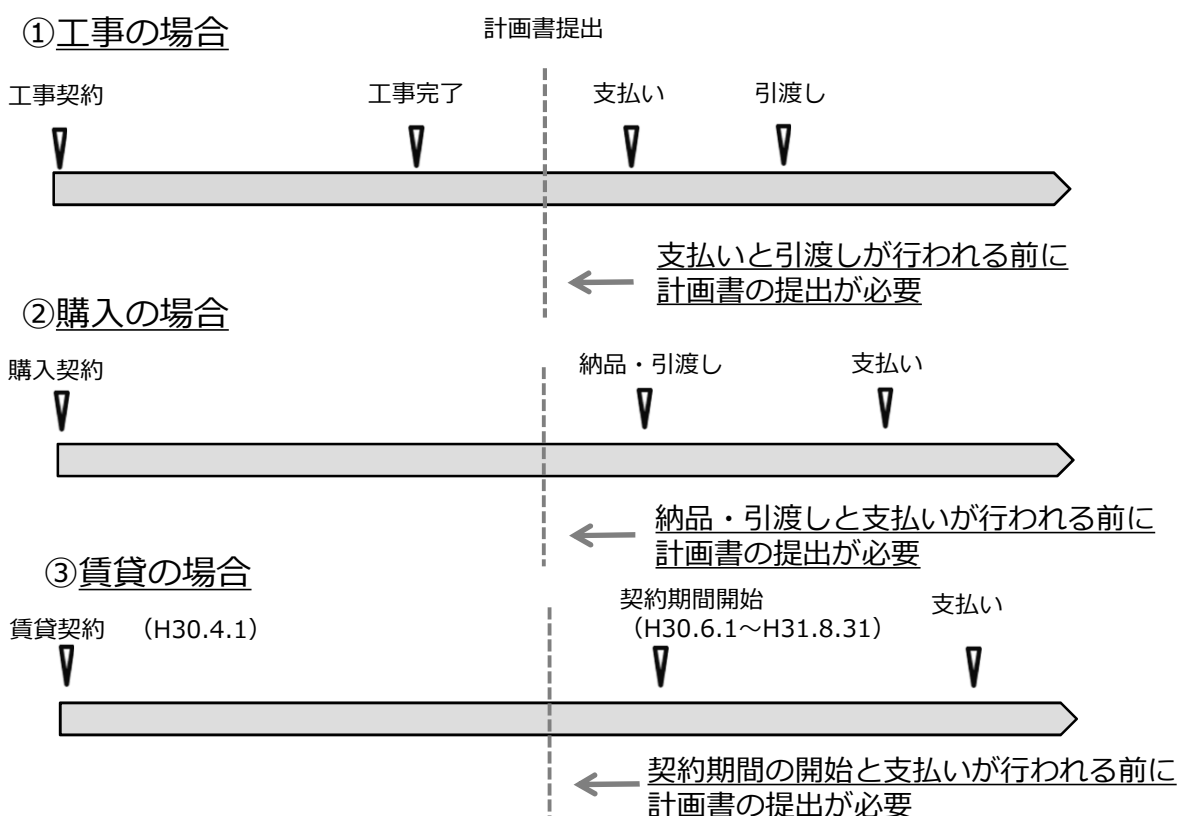 ①工事の場合
計画書提出
工事契約
工事完了
支払い
引渡し
支払いと引渡しが行われる前に
計画書の提出が必要
②購入の場合
購入契約
納品・引渡し
支払い
納品・引渡しと支払いが行われる前に
計画書の提出が必要
③賃貸の場合
賃貸契約 （H30.4.1）
契約期間開始
（H30.6.1～H31.8.31）
支払い
契約期間の開始と支払いが行われる前に
計画書の提出が必要